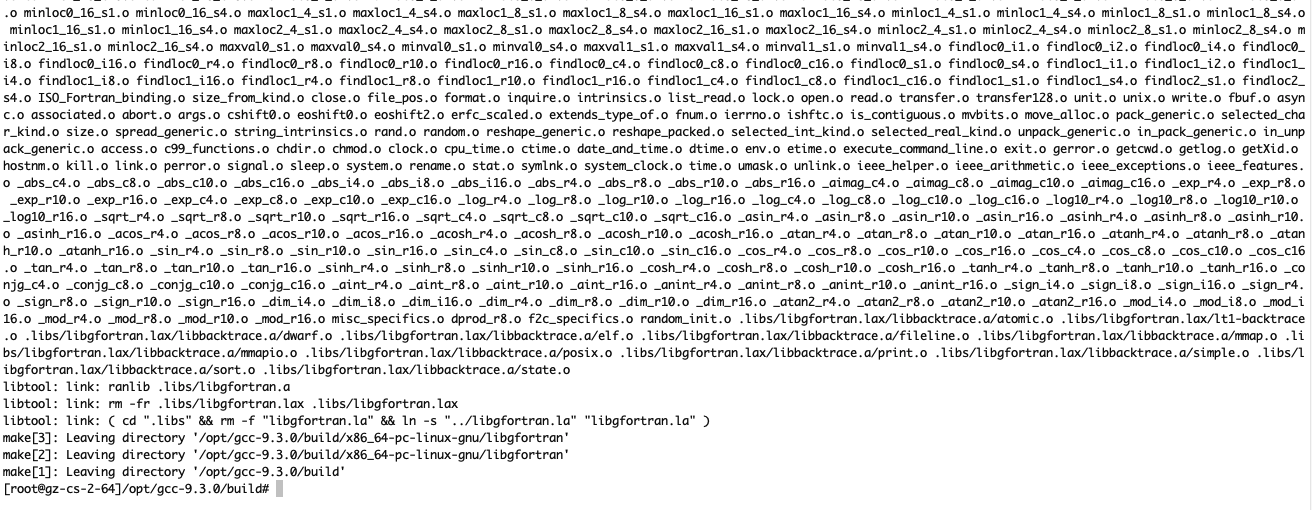 .o minloc0_16_s1.o minloc0_16_s4.o maxloc1_4_s1.o maxloc1_4_s4.o maxloc1_8_s1.o maxloc1_8_s4.o maxloc1_16_s1.o maxloc1_16_s4.o minloc1_4_s1.o minloc1_4_s4.o minloc1_8_s1.o minloc1_8_s4.o
 minloc1_16_s1.o minloc1_16_s4.o maxloc2_4_s1.o maxloc2_4_s4.o maxloc2_8_s1.o maxloc2_8_s4.o maxloc2_16_s1.o maxloc2_16_s4.o minloc2_4_s1.o minloc2_4_s4.o minloc2_8_s1.o minloc2_8_s4.o m
inloc2_16_s1.o minloc2_16_s4.o maxval0_s1.o maxval0_s4.o minval0_s1.o minval0_s4.o maxval1_s1.o maxval1_s4.o minval1_s1.o minval1_s4.o findloc0_i1.o findloc0_i2.o findloc0_i4.o findloc0_
i8.o findloc0_i16.o findloc0_r4.o findloc0_r8.o findloc0_r10.o findloc0_r16.o findloc0_c4.o findloc0_c8.o findloc0_c16.o findloc0_s1.o findloc0_s4.o findloc1_i1.o findloc1_i2.o findloc1_
i4.o findloc1_i8.o findloc1_i16.o findloc1_r4.o findloc1_r8.o findloc1_r10.o findloc1_r16.o findloc1_c4.o findloc1_c8.o findloc1_c16.o findloc1_s1.o findloc1_s4.o findloc2_s1.o findloc2_
s4.o ISO_Fortran_binding.o size_from_kind.o close.o file_pos.o format.o inquire.o intrinsics.o list_read.o lock.o open.o read.o transfer.o transfer128.o unit.o unix.o write.o fbuf.o asyn
c.o associated.o abort.o args.o cshift0.o eoshift0.o eoshift2.o erfc_scaled.o extends_type_of.o fnum.o ierrno.o ishftc.o is_contiguous.o mvbits.o move_alloc.o pack_generic.o selected_cha
r_kind.o size.o spread_generic.o string_intrinsics.o rand.o random.o reshape_generic.o reshape_packed.o selected_int_kind.o selected_real_kind.o unpack_generic.o in_pack_generic.o in_unp
ack_generic.o access.o c99_functions.o chdir.o chmod.o clock.o cpu_time.o ctime.o date_and_time.o dtime.o env.o etime.o execute_command_line.o exit.o gerror.o getcwd.o getlog.o getXid.o
hostnm.o kill.o link.o perror.o signal.o sleep.o system.o rename.o stat.o symlnk.o system_clock.o time.o umask.o unlink.o ieee_helper.o ieee_arithmetic.o ieee_exceptions.o ieee_features.
o _abs_c4.o _abs_c8.o _abs_c10.o _abs_c16.o _abs_i4.o _abs_i8.o _abs_i16.o _abs_r4.o _abs_r8.o _abs_r10.o _abs_r16.o _aimag_c4.o _aimag_c8.o _aimag_c10.o _aimag_c16.o _exp_r4.o _exp_r8.o
 _exp_r10.o _exp_r16.o _exp_c4.o _exp_c8.o _exp_c10.o _exp_c16.o _log_r4.o _log_r8.o _log_r10.o _log_r16.o _log_c4.o _log_c8.o _log_c10.o _log_c16.o _log10_r4.o _log10_r8.o _log10_r10.o
_log10_r16.o _sqrt_r4.o _sqrt_r8.o _sqrt_r10.o _sqrt_r16.o _sqrt_c4.o _sqrt_c8.o _sqrt_c10.o _sqrt_c16.o _asin_r4.o _asin_r8.o _asin_r10.o _asin_r16.o _asinh_r4.o _asinh_r8.o _asinh_r10.
o _asinh_r16.o _acos_r4.o _acos_r8.o _acos_r10.o _acos_r16.o _acosh_r4.o _acosh_r8.o _acosh_r10.o _acosh_r16.o _atan_r4.o _atan_r8.o _atan_r10.o _atan_r16.o _atanh_r4.o _atanh_r8.o _atan
h_r10.o _atanh_r16.o _sin_r4.o _sin_r8.o _sin_r10.o _sin_r16.o _sin_c4.o _sin_c8.o _sin_c10.o _sin_c16.o _cos_r4.o _cos_r8.o _cos_r10.o _cos_r16.o _cos_c4.o _cos_c8.o _cos_c10.o _cos_c16
.o _tan_r4.o _tan_r8.o _tan_r10.o _tan_r16.o _sinh_r4.o _sinh_r8.o _sinh_r10.o _sinh_r16.o _cosh_r4.o _cosh_r8.o _cosh_r10.o _cosh_r16.o _tanh_r4.o _tanh_r8.o _tanh_r10.o _tanh_r16.o _co
njg_c4.o _conjg_c8.o _conjg_c10.o _conjg_c16.o _aint_r4.o _aint_r8.o _aint_r10.o _aint_r16.o _anint_r4.o _anint_r8.o _anint_r10.o _anint_r16.o _sign_i4.o _sign_i8.o _sign_i16.o _sign_r4.
o _sign_r8.o _sign_r10.o _sign_r16.o _dim_i4.o _dim_i8.o _dim_i16.o _dim_r4.o _dim_r8.o _dim_r10.o _dim_r16.o _atan2_r4.o _atan2_r8.o _atan2_r10.o _atan2_r16.o _mod_i4.o _mod_i8.o _mod_i
16.o _mod_r4.o _mod_r8.o _mod_r10.o _mod_r16.o misc_specifics.o dprod_r8.o f2c_specifics.o random_init.o .libs/libgfortran.lax/libbacktrace.a/atomic.o .libs/libgfortran.lax/lt1-backtrace
.o .libs/libgfortran.lax/libbacktrace.a/dwarf.o .libs/libgfortran.lax/libbacktrace.a/elf.o .libs/libgfortran.lax/libbacktrace.a/fileline.o .libs/libgfortran.lax/libbacktrace.a/mmap.o .li
bs/libgfortran.lax/libbacktrace.a/mmapio.o .libs/libgfortran.lax/libbacktrace.a/posix.o .libs/libgfortran.lax/libbacktrace.a/print.o .libs/libgfortran.lax/libbacktrace.a/simple.o .libs/l
ibgfortran.lax/libbacktrace.a/sort.o .libs/libgfortran.lax/libbacktrace.a/state.o
libtool: link: ranlib .libs/libgfortran.a
libtool: link: rm -fr .libs/libgfortran.lax .libs/libgfortran.lax
libtool: link: ( cd ".libs" && rm -f "libgfortran.la" && ln -s "../libgfortran.la" "libgfortran.la" )
make[3]: Leaving directory '/opt/gcc-9.3.0/build/x86_64-pc-linux-gnu/libgfortran'
make[2]: Leaving directory '/opt/gcc-9.3.0/build/x86_64-pc-linux-gnu/libgfortran'
make[1]: Leaving directory '/opt/gcc-9.3.0/build'
[root@gz-cs-2-64]/opt/gcc-9.3.0/build#